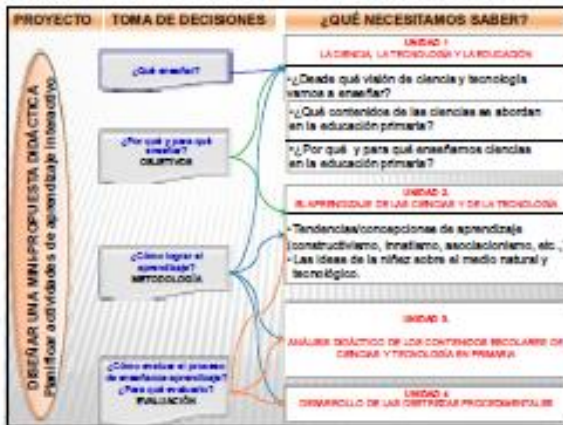 PROYECTO
TOMA DE DECISIONES
¿QUÉ NECESITAMOS SABER?
DISEÑAR UNA MINI-PROPUESTA DIDÁCTICA
Planificar actividades de aprendizaje interactivo.
¿Qué enseñar?
¿Por qué y para qué
enseñar?
OBJETIVOS
¿Cómo lograr el
aprendizaje?
METODOLOGÍA
¿Cómo evaluar el proceso
de enseñanza-aprendizaje?
¿Para qué evaluarlo?
EVALUACIÓN
UNIDAD 1
LA CIENCIA, LA TECNOLOGÍA Y LA EDUCACIÓN
•¿Desde qué visión de ciencia y tecnología
vamos a enseñar?
•¿Qué contenidos de las ciencias se abordan
en la educación primaria?
•¿Por qué y para qué enseñamos ciencias
en la educación primaria?
UNIDAD 2.
EL APRENDIZAJE DE LAS CIENCIAS Y DE LA TECNOLOGÍA
•Tendencias/concepciones de aprendizaje
(constructivismo, innatismo, asociacionismo, etc.,)
•Las ideas de la niñez sobre el medio natural y
tecnológico.
UNIDAD 3.
ANÁLISIS DIDÁCTICO DE LOS CONTENIDOS ESCOLARES DE
CIENCIAS Y TECNOLOGÍA EN PRIMARIA
UNIDAD 4
DESARROLLO DE LAS DESTREZAS PROCEDIMENTALES